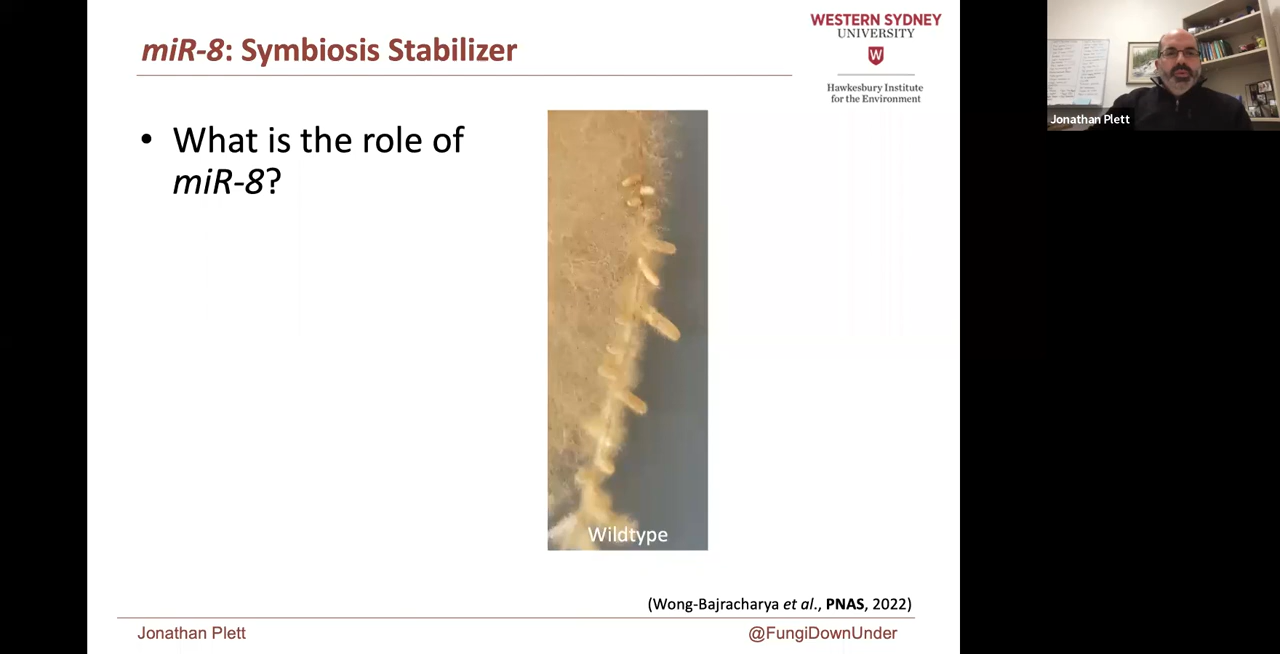 miR-8: Symbiosis Stabilizer
WESTERN SYDNEY
UNIVERSITY
W
Hawkesbury Institute
for the Environment
Jonathan Plett
• What is the role of
miR-8?
Wildtype
(Wong-Bajracharya et al., PNAS, 2022)
Jonathan Plett
@FungiDownUnder